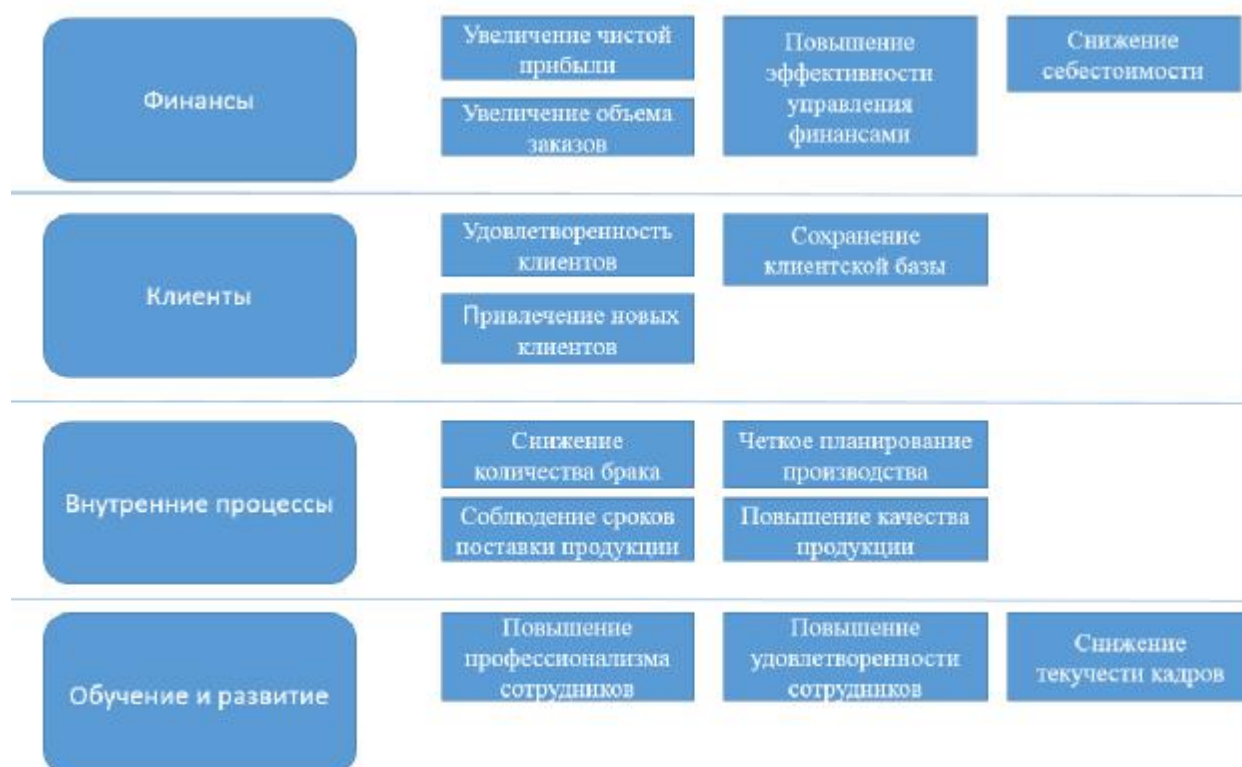 Финансы
Увеличение чистой
прибыли
Увеличение объема
заказов
Повышение
эффективности
управления
финансами
Снижение
себестоимости
Клиенты
Удовлетворенность
клиентов
Привлечение новых
клиентов
Сохранение
клиентской базы
Внутренние процессы
Снижение
количества брака
Четкое планирование
производства
Соблюдение сроков
поставки продукции
Повышение качества
продукции
Обучение и развитие
Повышение
профессионализма
сотрудников
Повышение
удовлетворенности
сотрудников
Снижение
текучести кадров